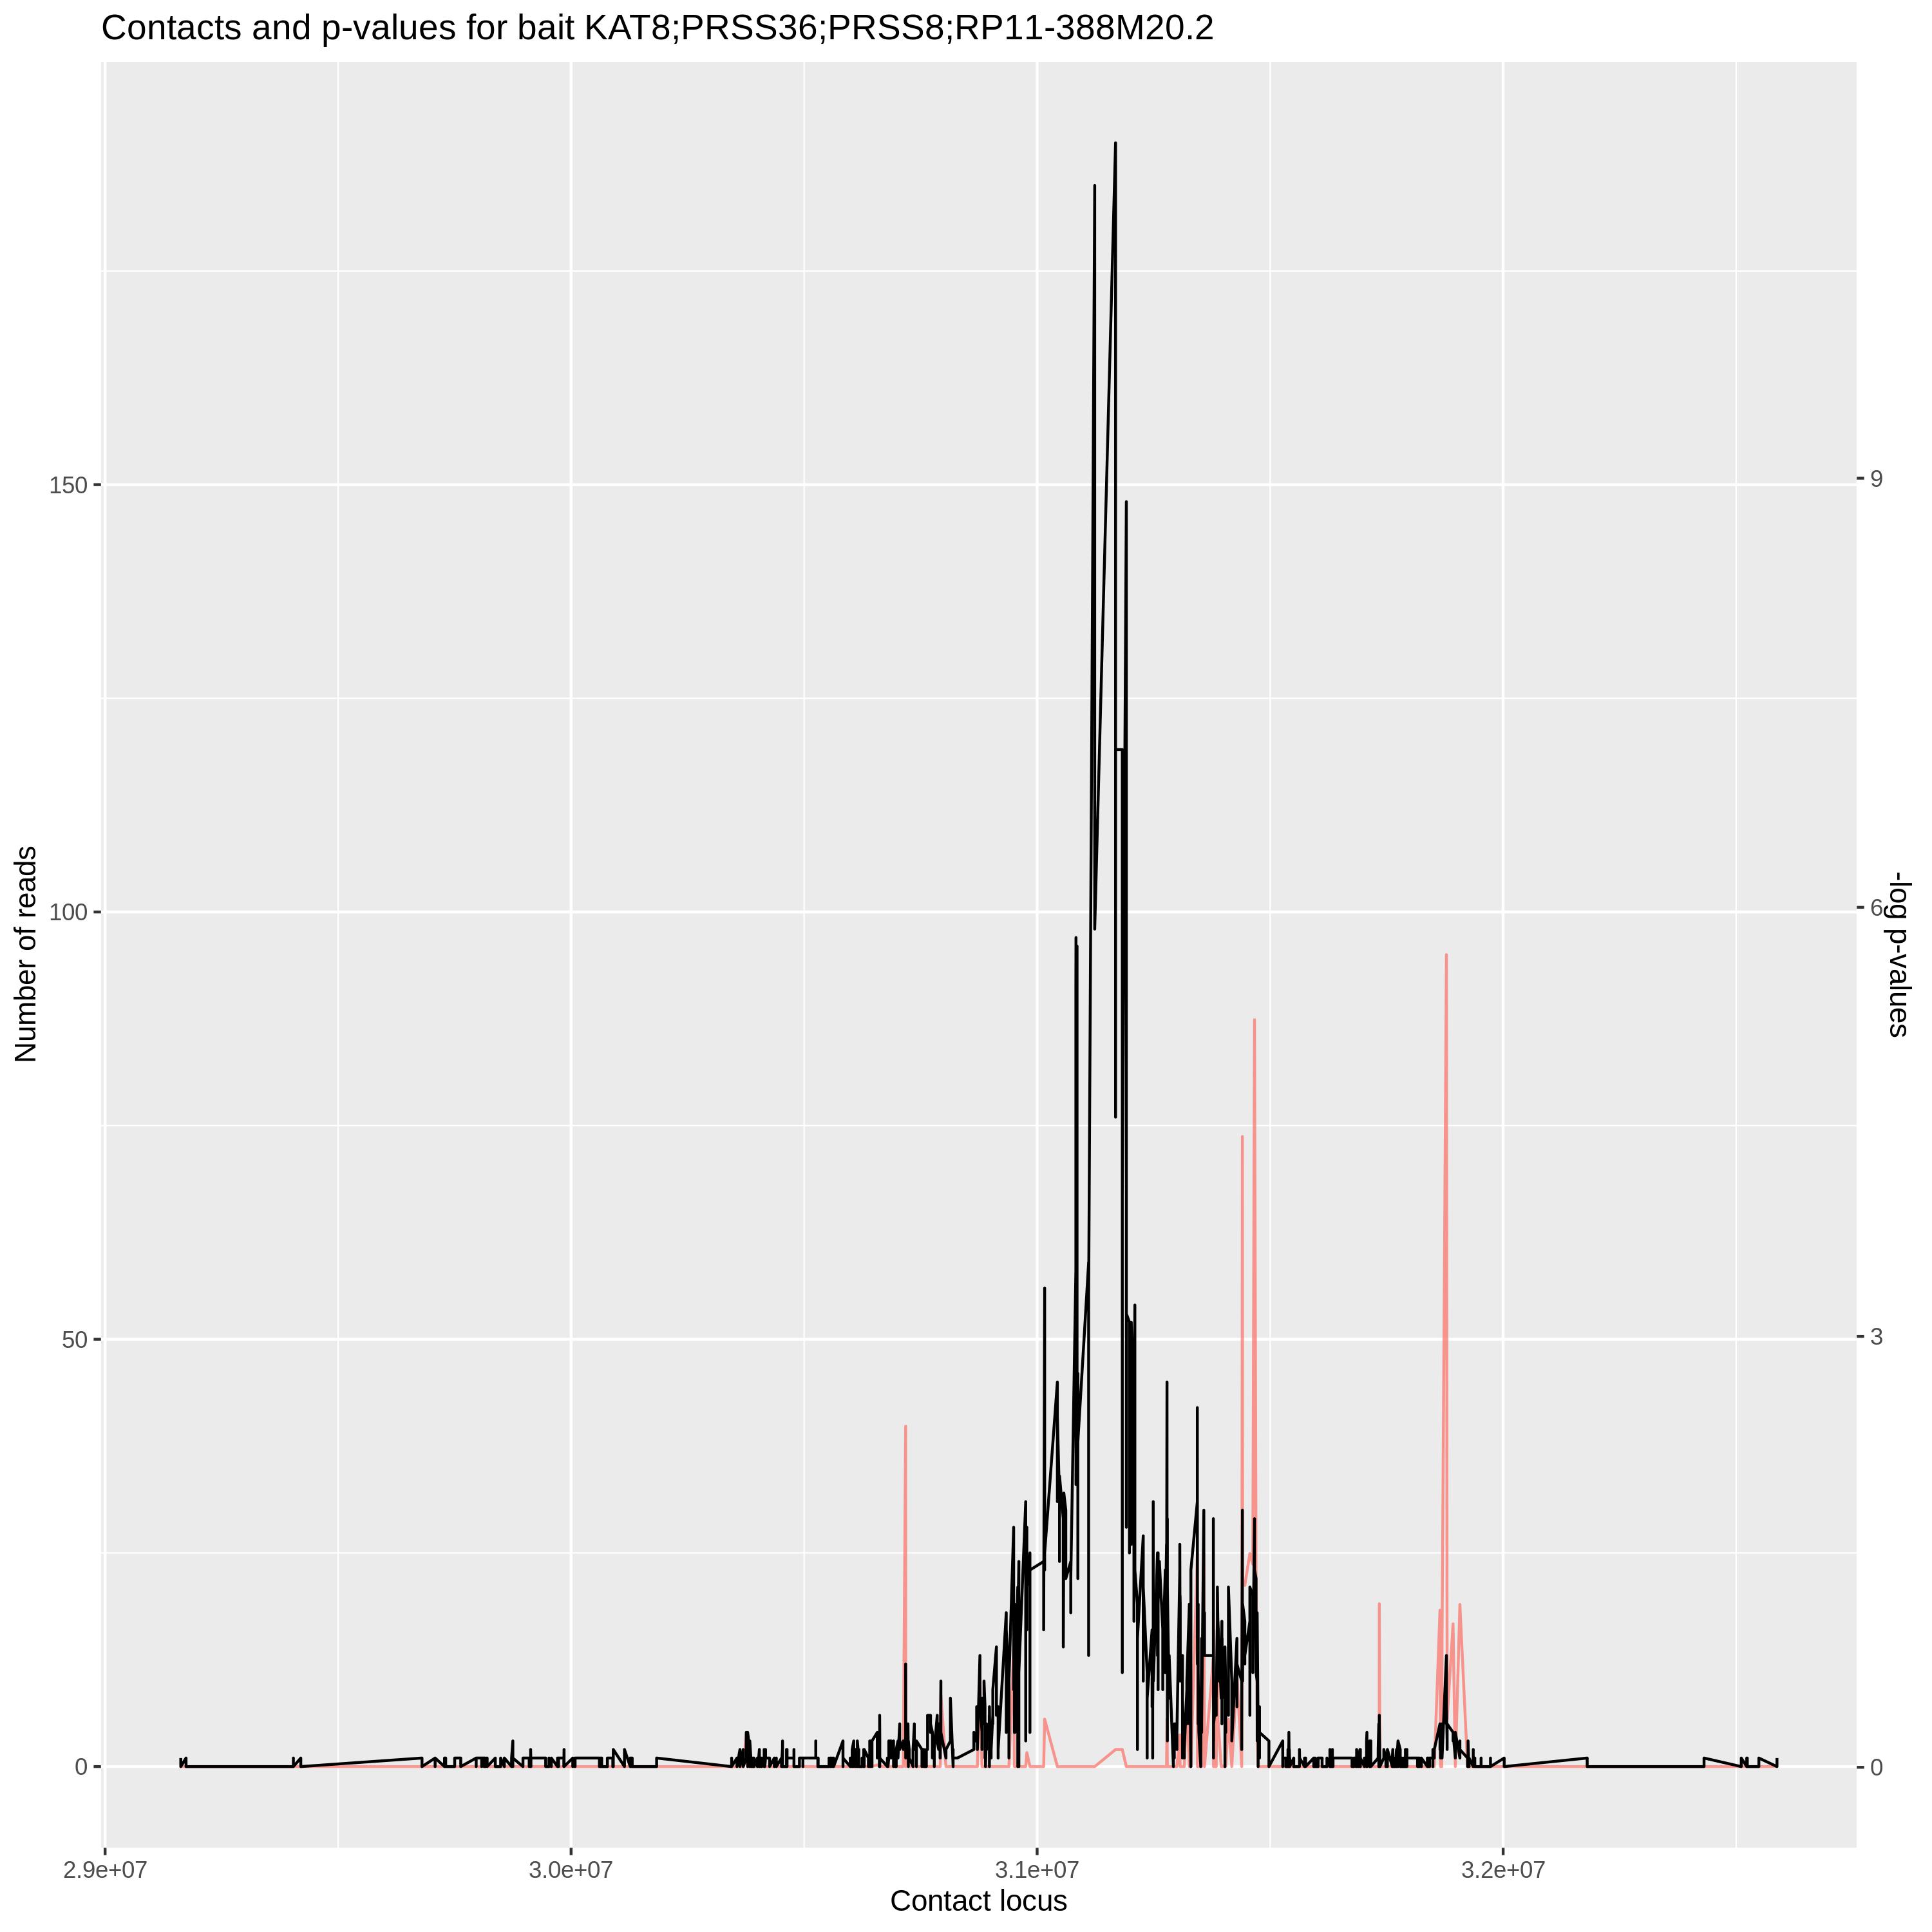 Contacts and p-values for bait KAT8;PRSS36;PRSS8;RP11-388M20.2
150
100
50
0
Number of reads
9
6
3
0
-log p-values
2.9e+07
3.0e+07
3.1e+07
3.2e+07
Contact locus